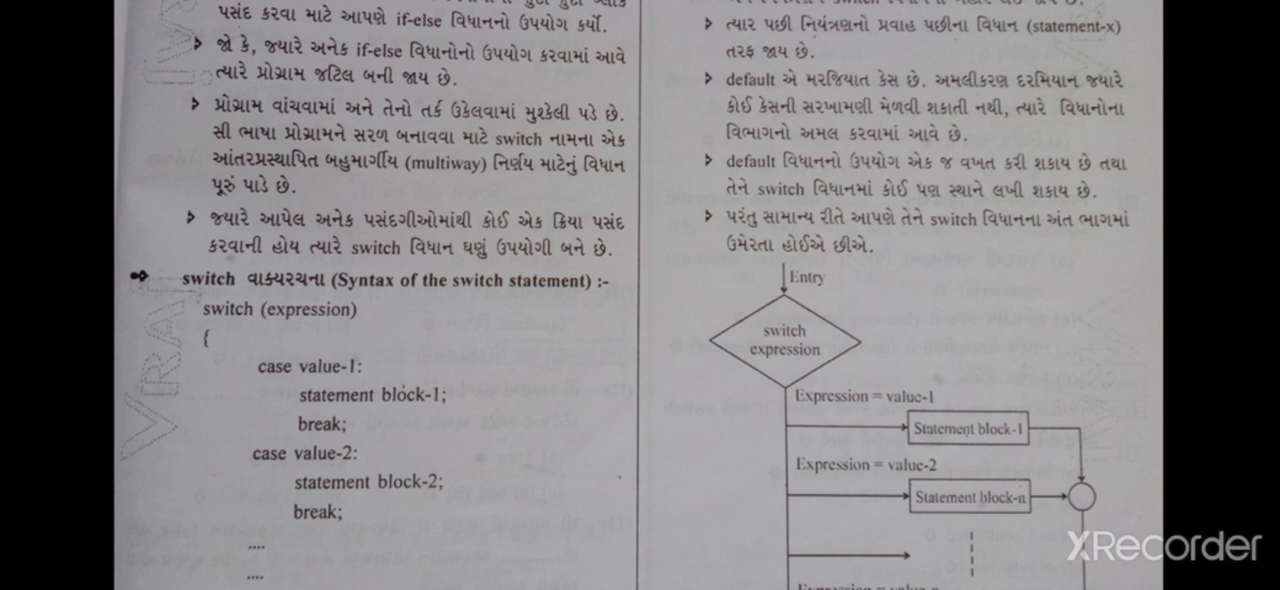 પસંદ કરવા માટે આપણે if-else વિધાનનો ઉપયોગ કર્યો.
જો કે, જ્યારે અનેક if-else વિધાનોનો ઉપયોગ કરવામાં આવે
ત્યારે પ્રોગ્રામ જટિલ બની જાય છે.
પ્રોગ્રામ વાંચવામાં અને તેનો તર્ક ઉકેલવામાં મુશ્કેલી પડે છે.
સી ભાષા પ્રોગ્રામને સરળ બનાવવા માટે switch નામના એક
આંતરપ્રસ્થાપિત બહુમાર્ગીય (multiway) નિર્ણય માટેનું વિધાન
પૂરું પાડે છે.
જ્યારે આપેલ અનેક પસંદગીઓમાંથી કોઈ એક ક્રિયા પસંદ
કરવાની હોય ત્યારે switch વિધાન ઘણું ઉપયોગી બને છે.
switch વાક્યરચના (Syntax of the switch statement) :-
switch (expression)
{
case value-1:
statement block-1;
break;
case value-2:
statement block-2;
break;
....
....
ત્યાર પછી નિયંત્રણનો પ્રવાહ પછીના વિધાન (statement-x)
તરફ જાય છે.
default એ મરજિયાત કેસ છે. અમલીકરણ દરમિયાન જ્યારે
કોઈ કેસની સરખામણી મેળવી શકાતી નથી, ત્યારે વિધાનોના
વિભાગનો અમલ કરવામાં આવે છે.
default વિધાનનો ઉપયોગ એક જ વખત કરી શકાય છે તથા
તેને switch વિધાનમાં કોઈ પણ સ્થાને લખી શકાય છે.
પરંતુ સામાન્ય રીતે આપણે તેને switch વિધાનના અંત ભાગમાં
ઉમેરતા હોઈએ છીએ.
Entry
switch
expression
Expression = value-1
Statement block-1
Expression = value-2
Statement block-n
XRecorder